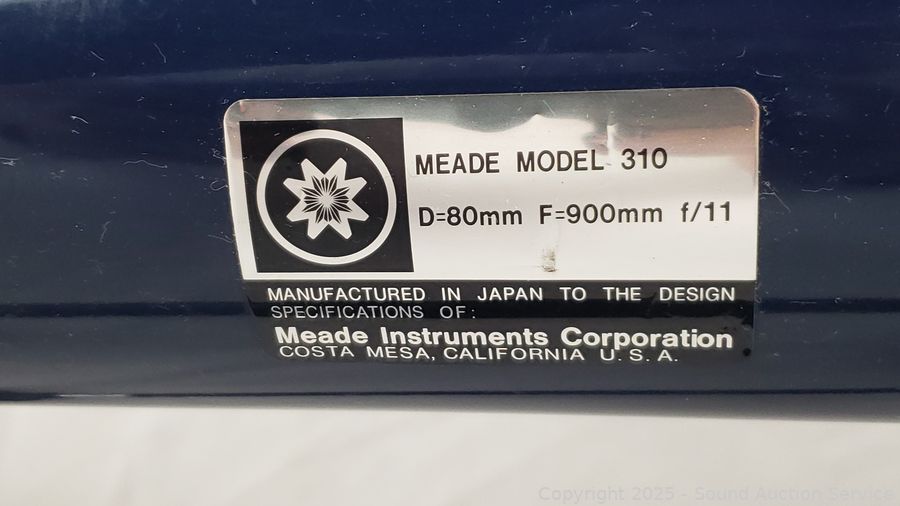 MEADE MODEL 310
D=80mm F=900mm f/11
MANUFACTURED IN JAPAN TO THE DESIGN
SPECIFICATIONS OF:
Meade Instruments Corporation
COSTA MESA, CALIFORNIA U.S.A.
Copyright 2025 - Sound Auction Service